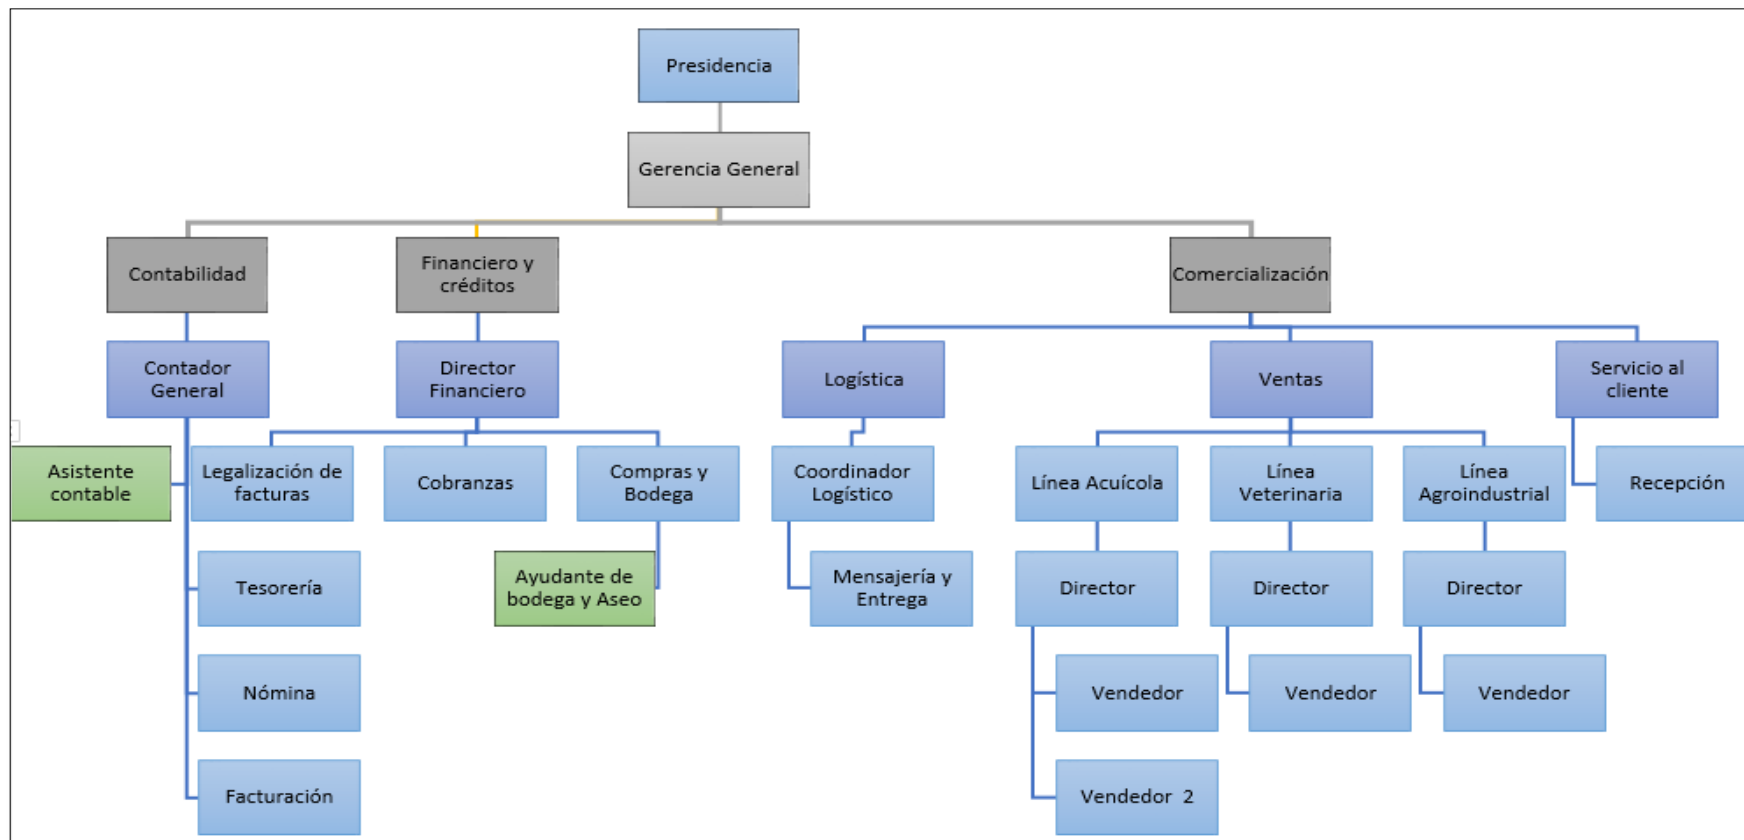 Presidencia
Gerencia General
Contabilidad
Financiero y
créditos
Comercialización
Contador
General
Director
Financiero
Logística
Ventas
Servicio al
cliente
Asistente
contable
Legalización de
facturas
Cobranzas
Compras y
Bodega
Coordinador
Logístico
Línea Acuícola
Línea
Veterinaria
Línea
Agroindustrial
Recepción
Tesorería
Ayudante de
bodega y Aseo
Mensajería y
Entrega
Director
Director
Director
Nómina
Vendedor
Vendedor
Vendedor
Facturación
Vendedor 2